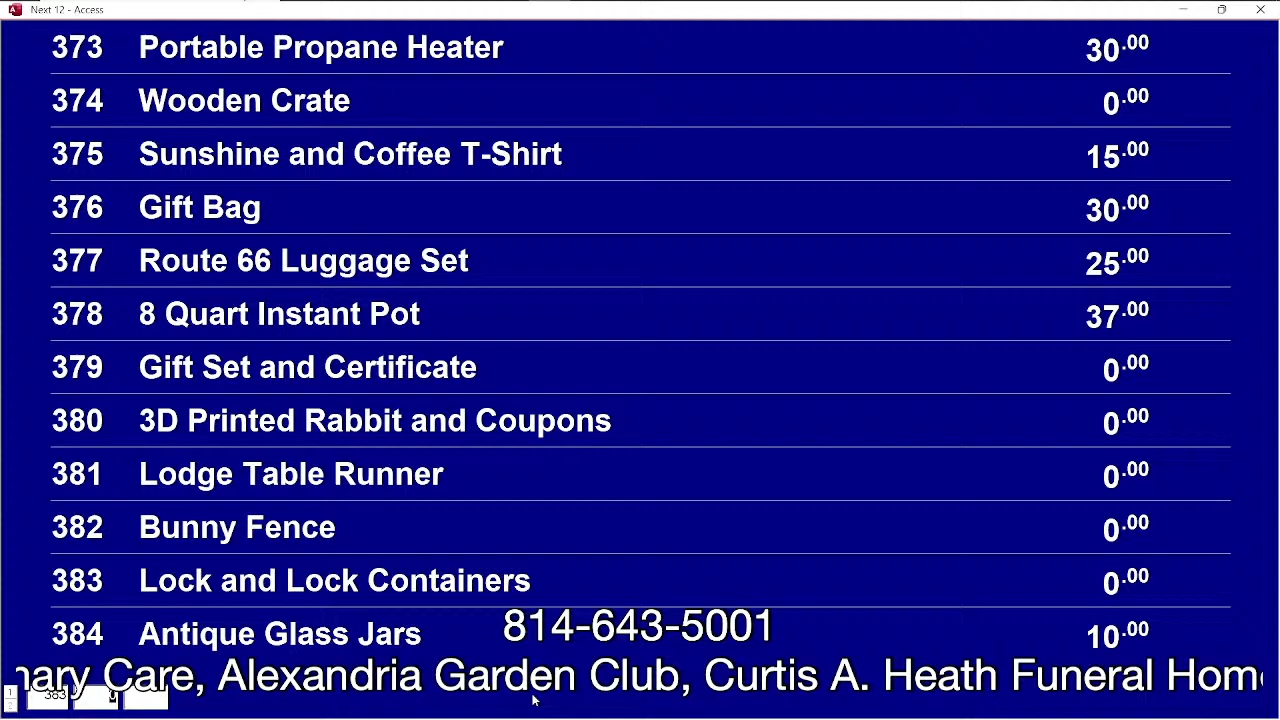 Next 12 - Access
373 Portable Propane Heater 30.00
374 Wooden Crate 0.00
375 Sunshine and Coffee T-Shirt 15.00
376 Gift Bag 30.00
377 Route 66 Luggage Set 25.00
378 8 Quart Instant Pot 37.00
379 Gift Set and Certificate 0.00
380 3D Printed Rabbit and Coupons 0.00
381 Lodge Table Runner 0.00
382 Bunny Fence 0.00
383 Lock and Lock Containers 0.00
384 Antique Glass Jars 10.00
814-643-5001
Care, Alexandria Garden Club, Curtis A. Heath Funeral
383
1
2